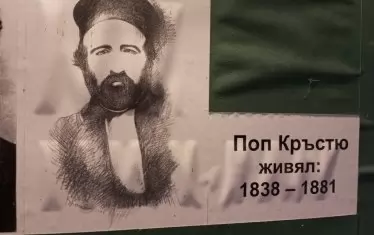 Поп Кръстю
живял:
1838 – 1881